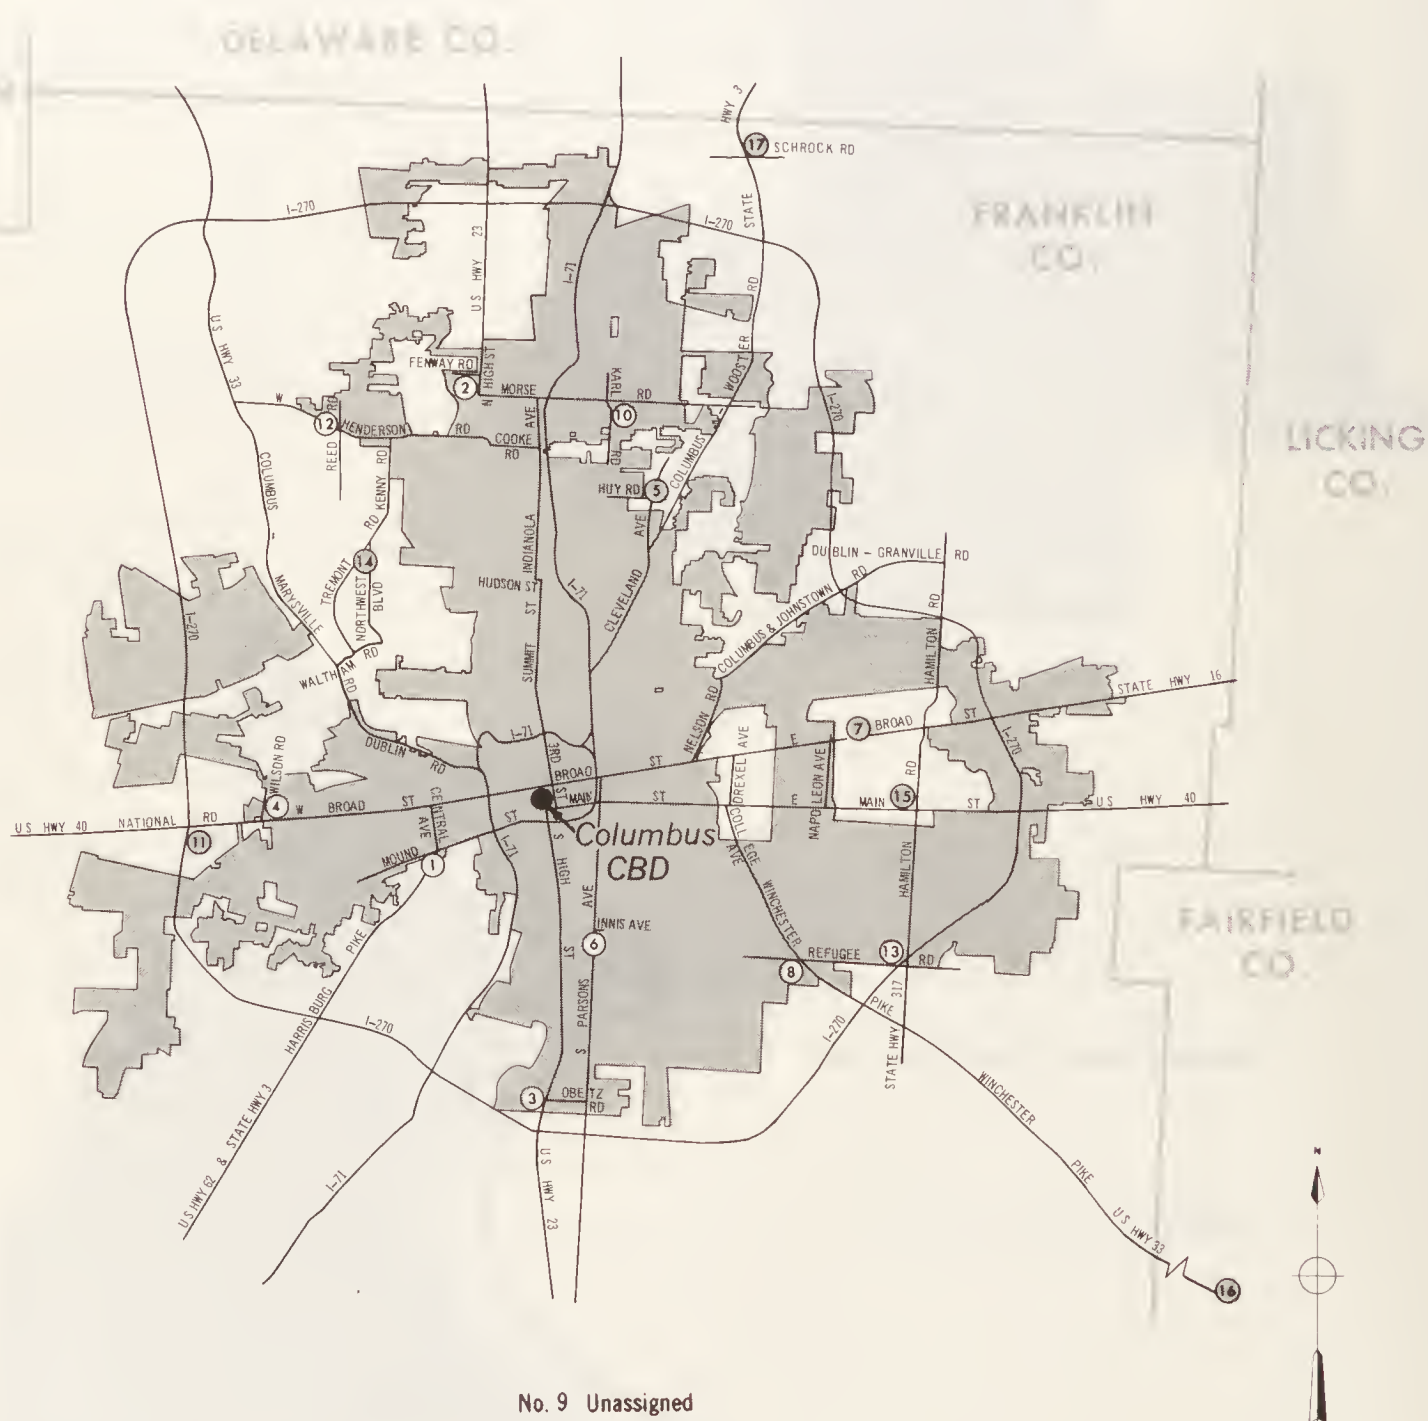 DELAWARE CO.
HWY 3
17 SCHROCK RD
STATE
FRANKLIN
CO.
I-270
I-270
US HWY 23
I-71
RD
US HWY 33
WOOSTER
FENWAY RD
2
N HIGH ST
MORSE RD
KARL
10
RD
W
12
HENDERSON RD
COOKE
RD
AVE
REED RD
KENNY RD
I-270
LICKING
CO.
COLUMBUS
HUY RD 5
COLUMBUS
AVE
INDIANOLA
DUBLIN - GRANVILLE RD
RD
14
TREMONT
NORTHWEST
BLVD
HUDSON ST
I-71
CLEVELAND
MARYSVILLE
I-270
COLUMBUS & JOHNSTOWN
RD
HAMILTON
WALTHAM RD
RD
SUMMIT ST
STATE HWY 16
NELSON RD
7 BROAD ST
E
I-71
DUBLIN RD
3RD ST
BROAD ST
DREXEL AVE
NAPOLEON AVE
RD
I-270
WILSON RD
4
W BROAD ST
CENTRAL
AVE
MAIN ST
E MAIN 15 ST
US HWY 40
US HWY 40 NATIONAL RD
11
MOUND ST
1
I-71
Columbus
CBD
COLLEGE
AVE
S HIGH ST
AVE
INNIS AVE
6
WINCHESTER
HAMILTON
FAIRFIELD
CO.
REFUGEE RD
13
8
PIKE
HARRISBURG
PARSONS
S
PIKE
317
STATE HWY
I-270
I-270
3
OBETZ
RD
WINCHESTER
PIKE
US HWY 62 & STATE HWY 3
I-71
US HWY 23
US HWY 33
16
N
No. 9 Unassigned